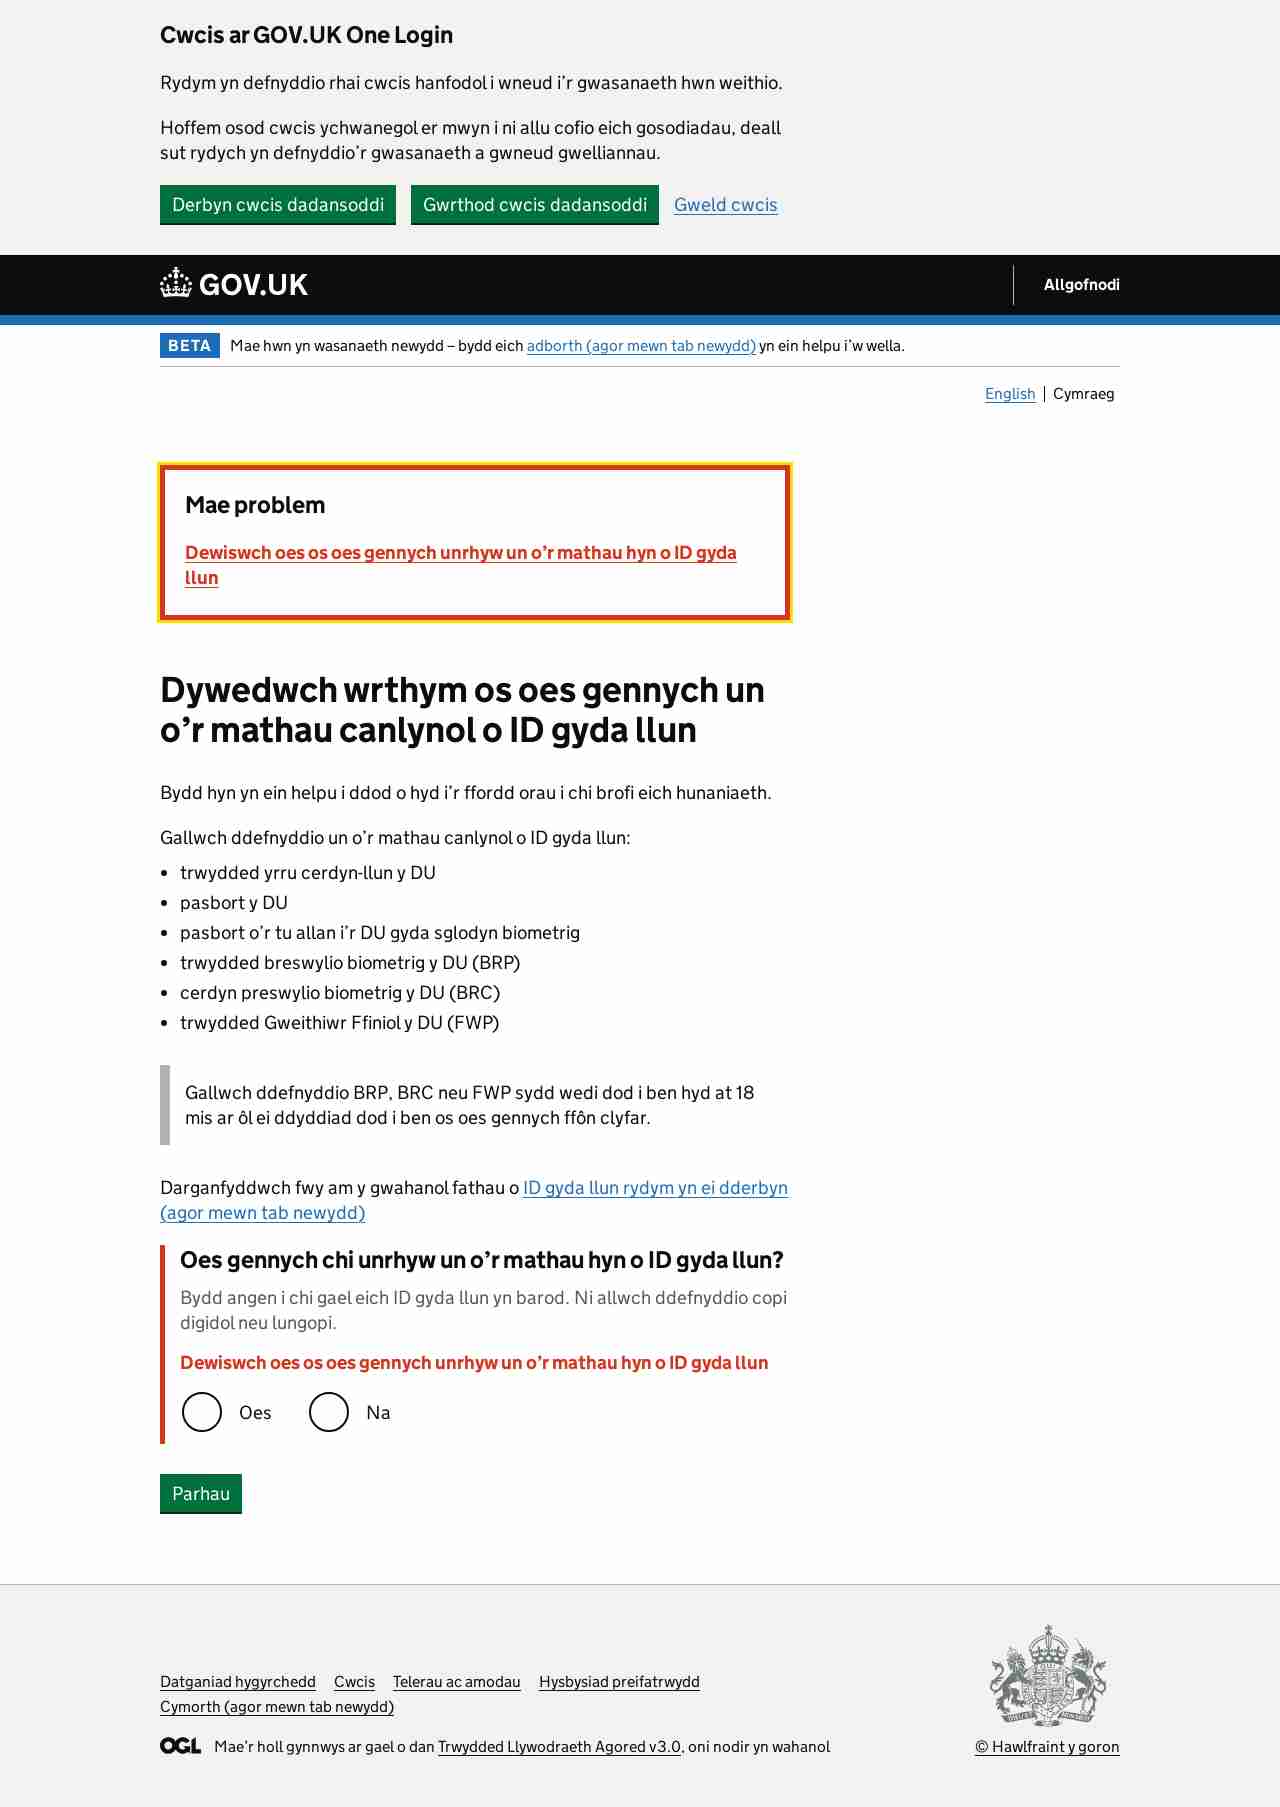 Cwcis ar GOV.UK One Login
Rydym yn defnyddio rhai cwcis hanfodol i wneud i’r gwasanaeth hwn weithio.
Hoffem osod cwcis ychwanegol er mwyn i ni allu cofio eich gosodiadau, deall
sut rydych yn defnyddio’r gwasanaeth a gwneud gwelliannau.
Derbyn cwcis dadansoddi Gwrthod cwcis dadansoddi Gweld cwcis
GOV.UK Allgofnodi
BETA Mae hwn yn wasanaeth newydd – bydd eich adborth (agor mewn tab newydd) yn ein helpu i’w wella.
English Cymraeg
Mae problem
Dewiswch oes os oes gennych unrhyw un o’r mathau hyn o ID gyda
llun
Dywedwch wrthym os oes gennych un
o’r mathau canlynol o ID gyda llun
Bydd hyn yn ein helpu i ddod o hyd i’r ffordd orau i chi brofi eich hunaniaeth.
Gallwch ddefnyddio un o’r mathau canlynol o ID gyda llun:
• trwydded yrru cerdyn-llun y DU
• pasbort y DU
• pasbort o’r tu allan i’r DU gyda sglodyn biometrig
• trwydded breswylio biometrig y DU (BRP)
• cerdyn preswylio biometrig y DU (BRC)
• trwydded Gweithiwr Ffiniol y DU (FWP)
Gallwch ddefnyddio BRP, BRC neu FWP sydd wedi dod i ben hyd at 18
mis ar ôl ei ddyddiad dod i ben os oes gennych ffôn clyfar.
Darganfyddwch fwy am y gwahanol fathau o ID gyda llun rydym yn ei dderbyn
(agor mewn tab newydd)
Oes gennych chi unrhyw un o’r mathau hyn o ID gyda llun?
Bydd angen i chi gael eich ID gyda llun yn barod. Ni allwch ddefnyddio copi
digidol neu lungopi.
Dewiswch oes os oes gennych unrhyw un o’r mathau hyn o ID gyda llun
Oes Na
Parhau
Datganiad hygyrchedd Cwcis Telerau ac amodau Hysbysiad preifatrwydd
Cymorth (agor mewn tab newydd)
OGL Mae’r holl gynnwys ar gael o dan Trwydded Llywodraeth Agored v3.0, oni nodir yn wahanol
© Hawlfraint y goron